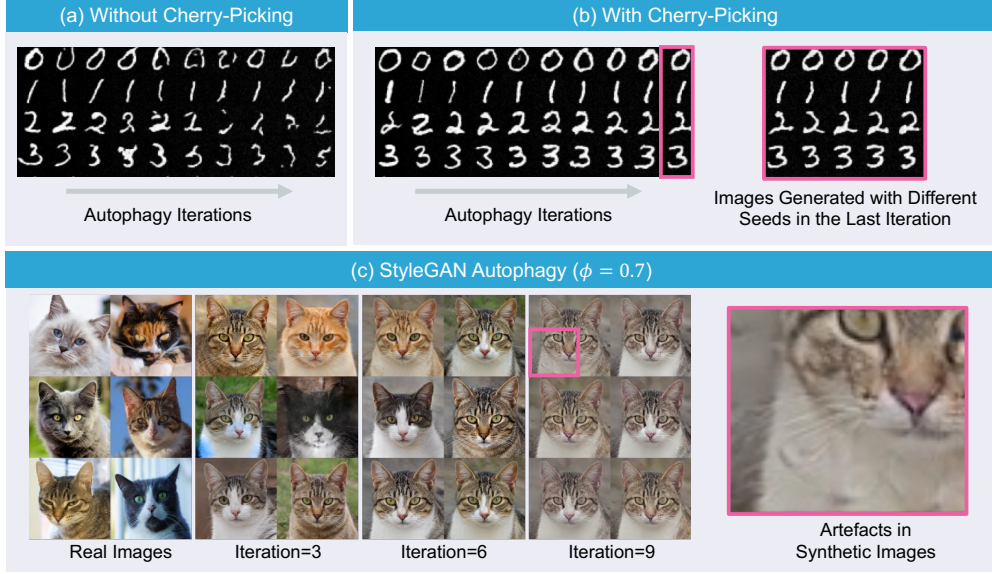 (a) Without Cherry-Picking
(b) With Cherry-Picking
Autophagy Iterations
Autophagy Iterations
Images Generated with Different
Seeds in the Last Iteration
(c) StyleGAN Autophagy (ϕ = 0.7)
Real Images
Iteration=3
Iteration=6
Iteration=9
Artefacts in
Synthetic Images